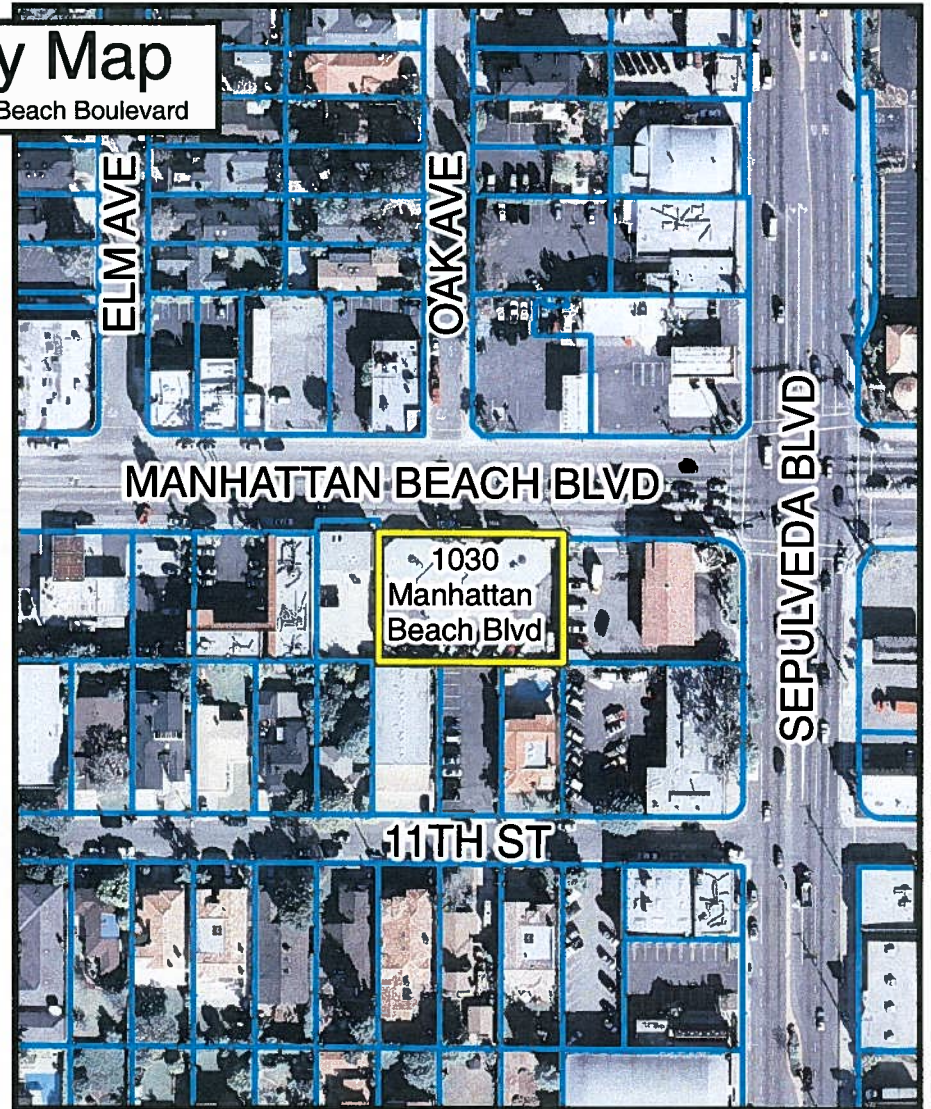 y Map
Beach Boulevard
ELM AVE
OAK AVE
MANHATTAN BEACH BLVD
SEPULVEDA BLVD
1030
Manhattan
Beach Blvd
11TH ST